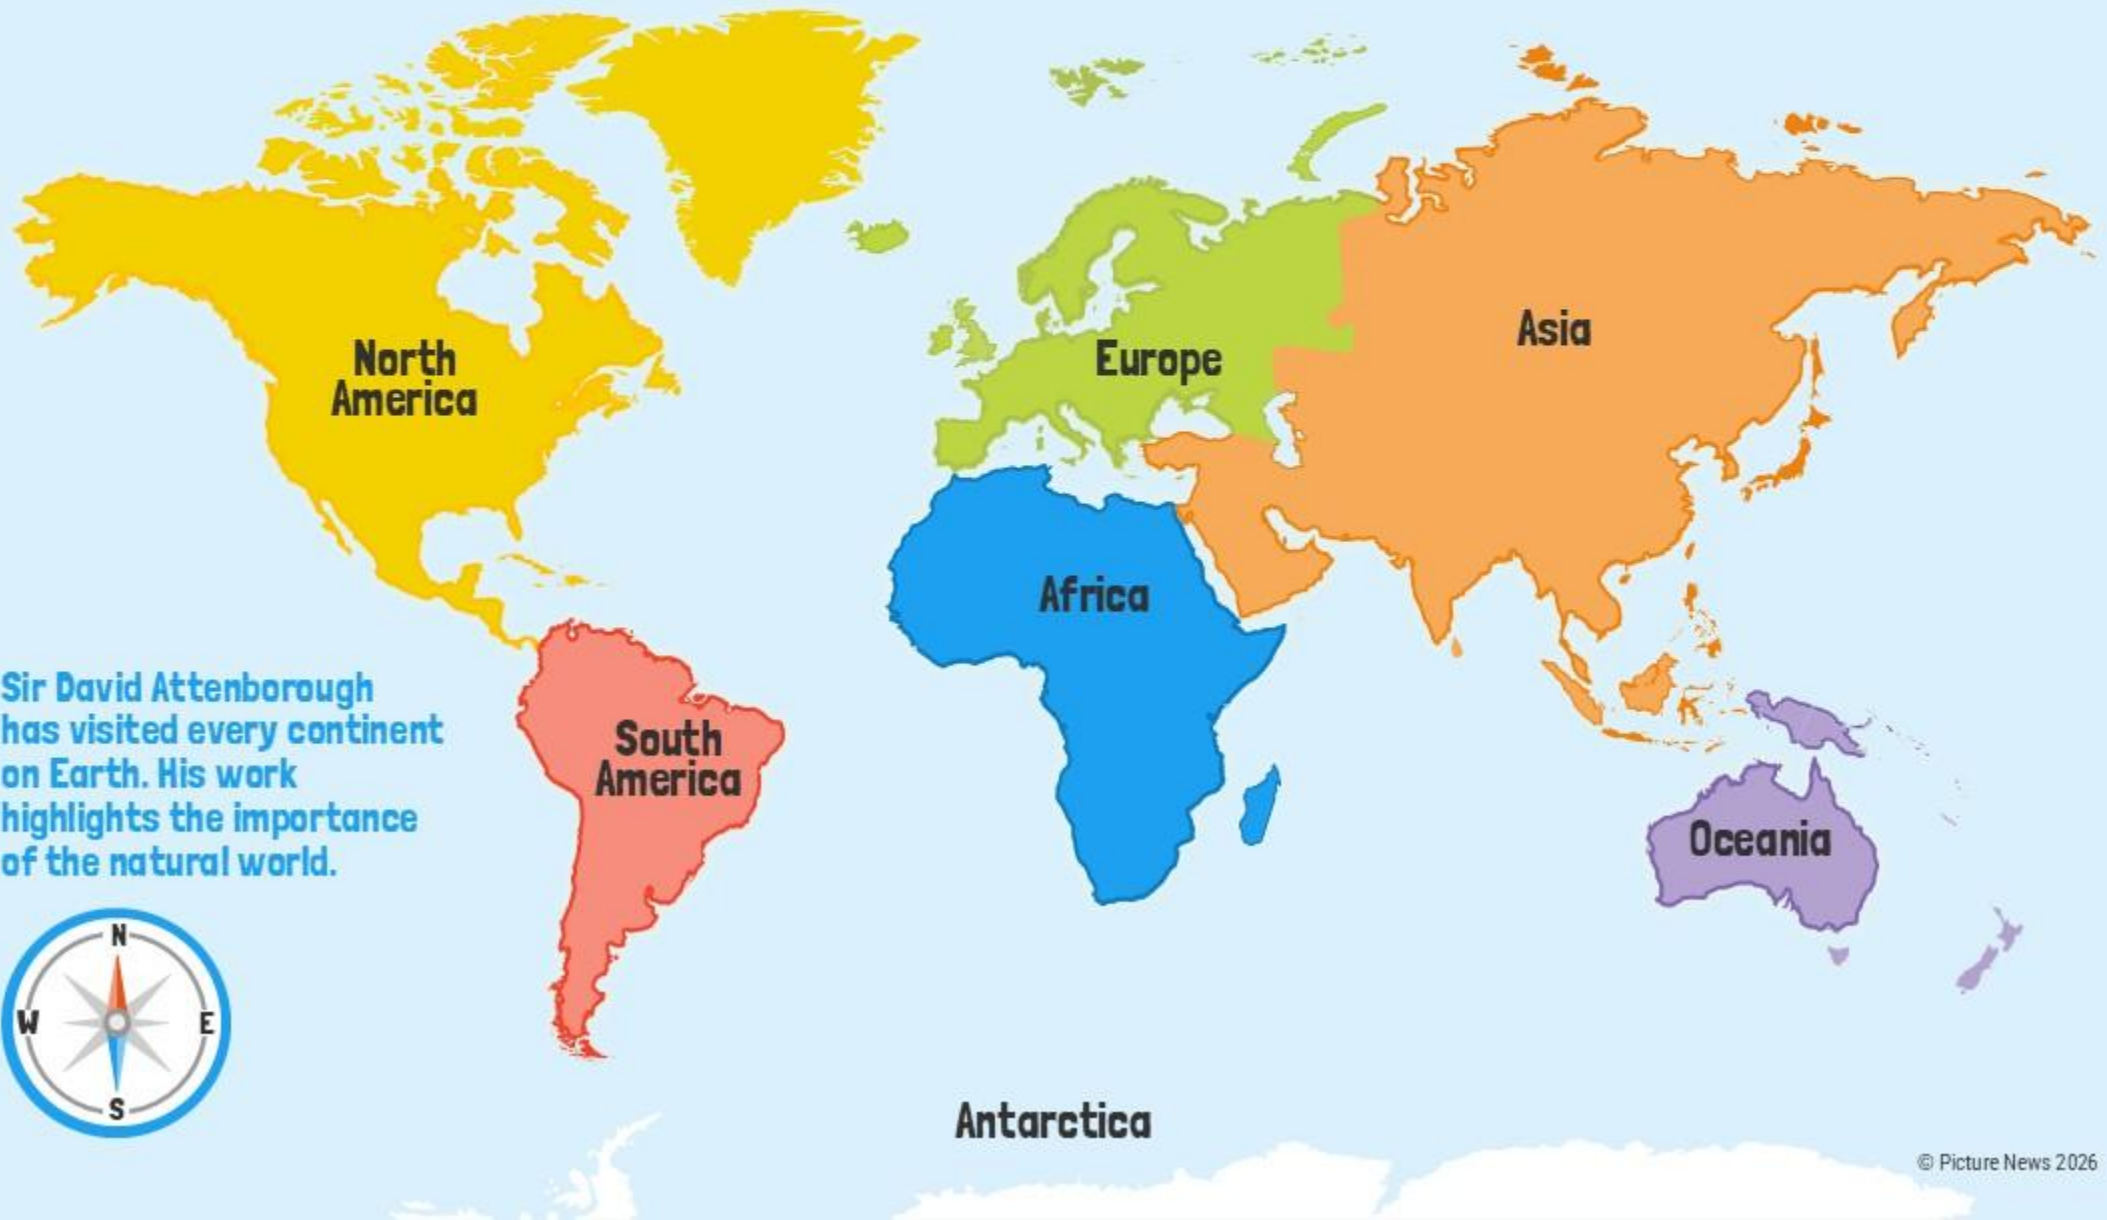 North
America
Europe
Asia
Africa
South
America
Oceania
Sir David Attenborough
has visited every continent
on Earth. His work
highlights the importance
of the natural world.
N
W
E
S
Antarctica
© Picture News 2026